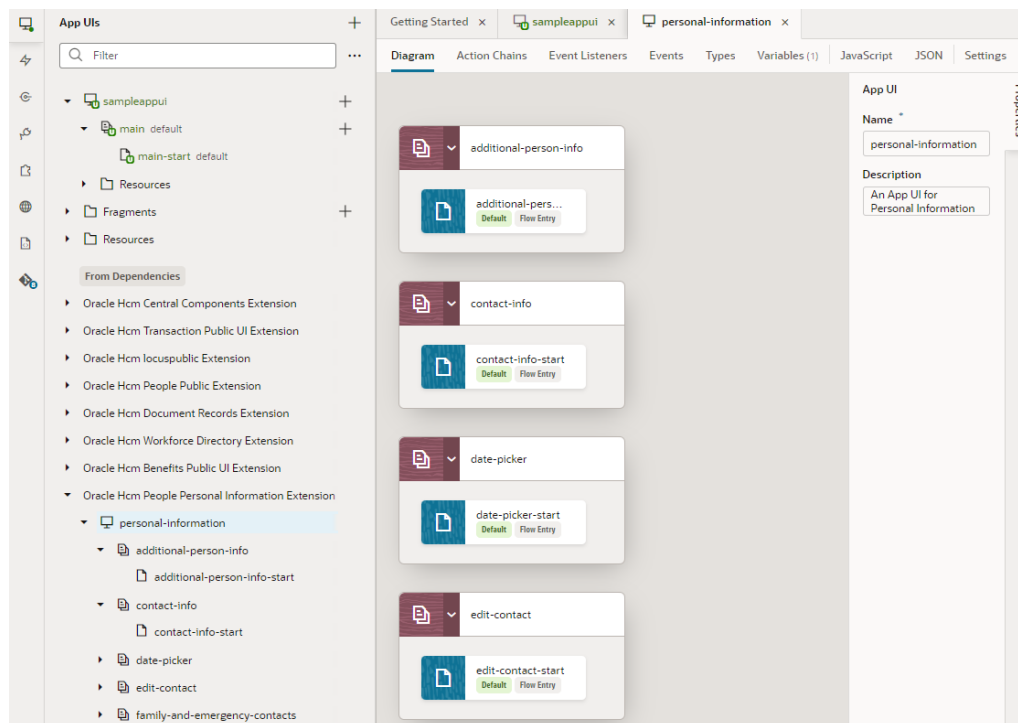 App UIs
Filter
sampleappui
main default
main-start default
Resources
Fragments
Resources
From Dependencies
Oracle Hcm Central Components Extension
Oracle Hcm Transaction Public UI Extension
Oracle Hcm locuspublic Extension
Oracle Hcm People Public Extension
Oracle Hcm Document Records Extension
Oracle Hcm Workforce Directory Extension
Oracle Hcm Benefits Public UI Extension
Oracle Hcm People Personal Information Extension
personal-information
additional-person-info
additional-person-info-start
contact-info
contact-info-start
date-picker
edit-contact
family-and-emergency-contacts
Getting Started
sampleappui
personal-information
Diagram Action Chains Event Listeners Events Types Variables (1) JavaScript JSON Settings
additional-person-info
additional-pers...
Default Flow Entry
contact-info
contact-info-start
Default Flow Entry
date-picker
date-picker-start
Default Flow Entry
edit-contact
edit-contact-start
Default Flow Entry
App UI
Name *
personal-information
Description
An App UI for
Personal Information